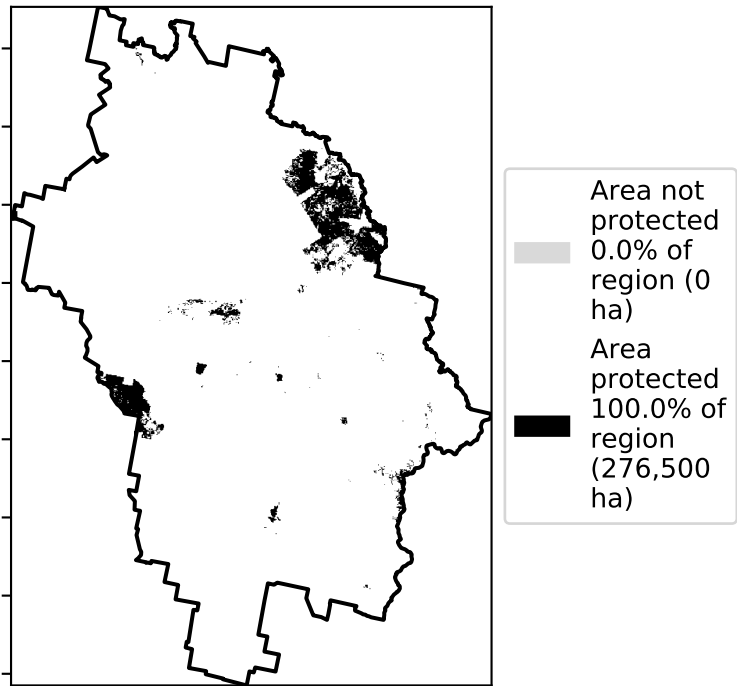 Area not
protected
0.0% of
region (0
ha)
Area
protected
100.0% of
region
(276,500
ha)